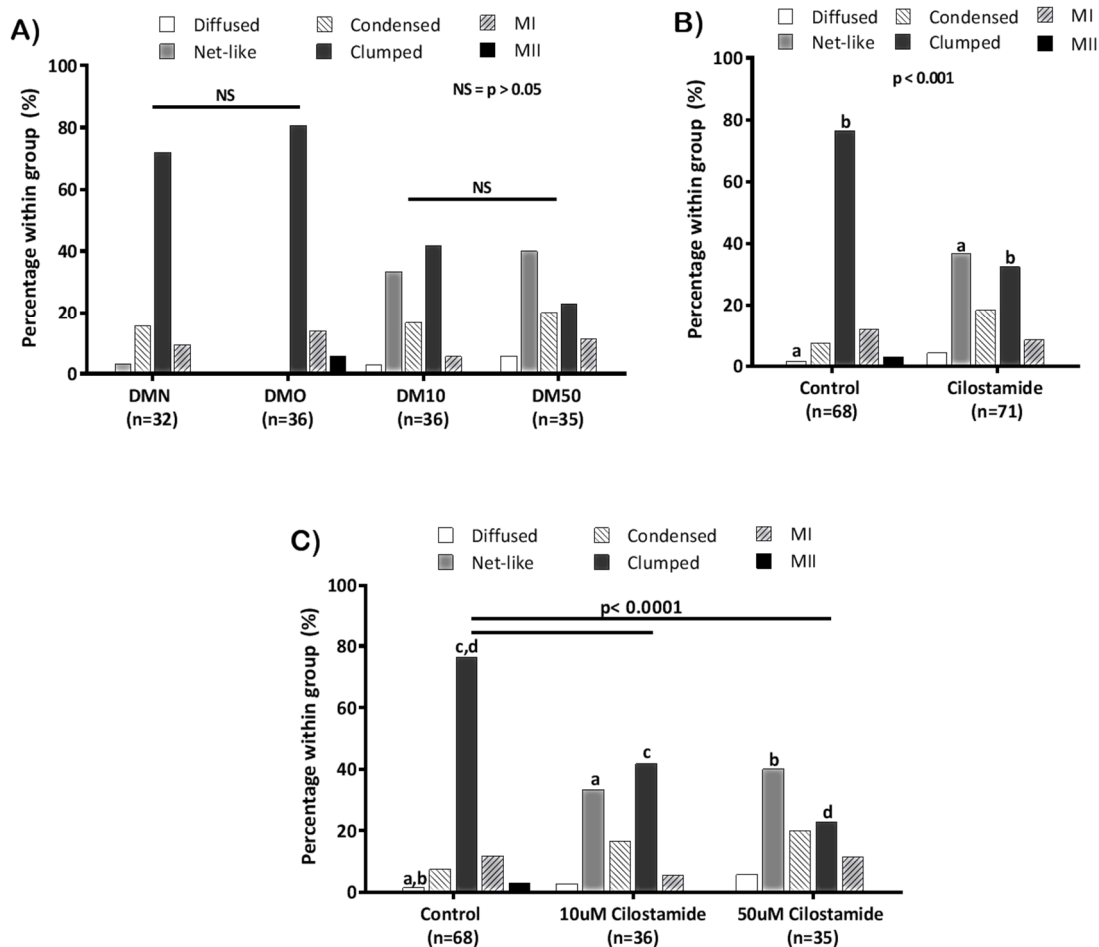 A)
Diffused Condensed MI
Net-like Clumped MII
Percentage within group (%)
100
80
60
40
20
0
NS
NS = p > 0.05
NS
DMN DMO DM10 DM50
(n=32) (n=36) (n=36) (n=35)
B)
Diffused Condensed MI
Net-like Clumped MII
Percentage within group (%)
100
80
60
40
20
0
p < 0.001
a b a b
Control Cilostamide
(n=68) (n=71)
C)
Diffused Condensed MI
Net-like Clumped MII
Percentage within group (%)
100
80
60
40
20
0
p< 0.0001
a,b c,d a c b d
Control 10uM Cilostamide 50uM Cilostamide
(n=68) (n=36) (n=35)